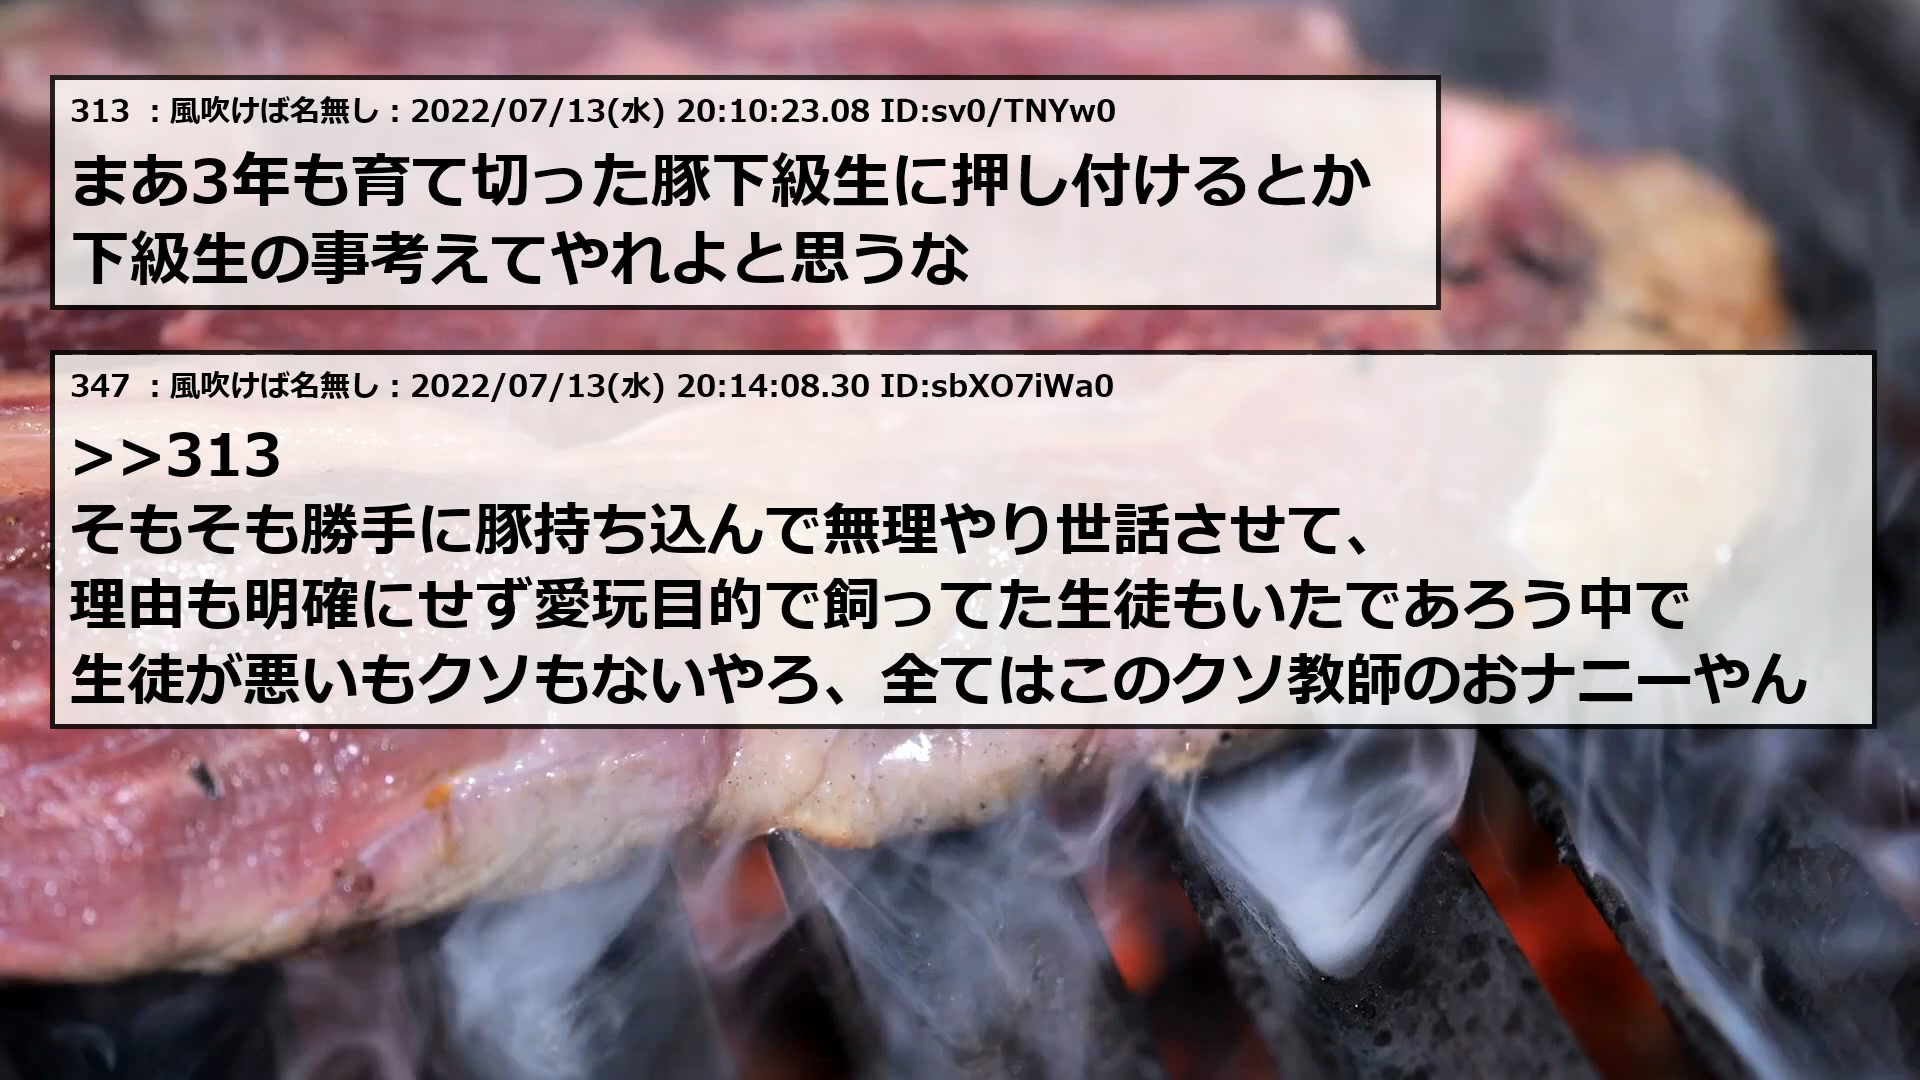 313 ：風吹けば名無し：2022/07/13(水) 20:10:23.08 ID:sv0/TNYw0
まあ3年も育て切った豚下級生に押し付けるとか
下級生の事考えてやれよと思うな
347 ：風吹けば名無し：2022/07/13(水) 20:14:08.30 ID:sbXO7iWa0
>>313
そもそも勝手に豚持ち込んで無理やり世話させて、
理由も明確にせず愛玩目的で飼ってた生徒もいたであろう中で
生徒が悪いもクソもないやろ、全てはこのクソ教師のおナニーやん